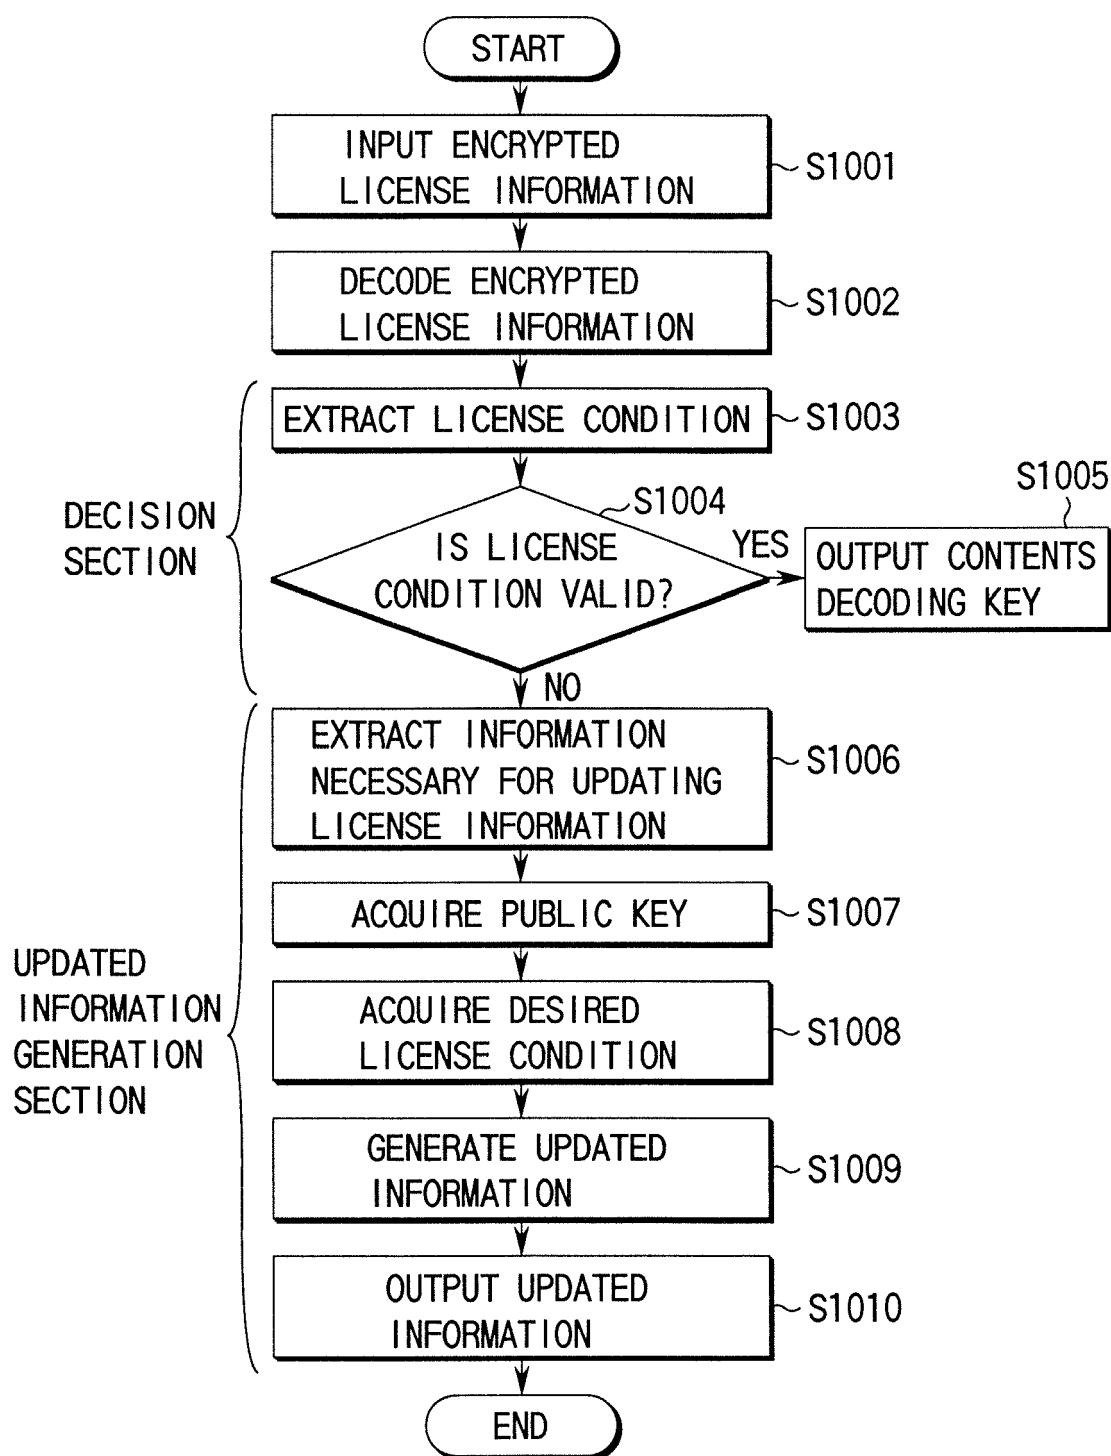 START
INPUT ENCRYPTED
LICENSE INFORMATION
S1001
DECODE ENCRYPTED
LICENSE INFORMATION
S1002
EXTRACT LICENSE CONDITION
S1003
DECISION
SECTION
S1004
IS LICENSE
CONDITION VALID?
YES
S1005
OUTPUT CONTENTS
DECODING KEY
NO
EXTRACT INFORMATION
NECESSARY FOR UPDATING
LICENSE INFORMATION
S1006
ACQUIRE PUBLIC KEY
S1007
UPDATED
INFORMATION
GENERATION
SECTION
ACQUIRE DESIRED
LICENSE CONDITION
S1008
GENERATE UPDATED
INFORMATION
S1009
OUTPUT UPDATED
INFORMATION
S1010
END